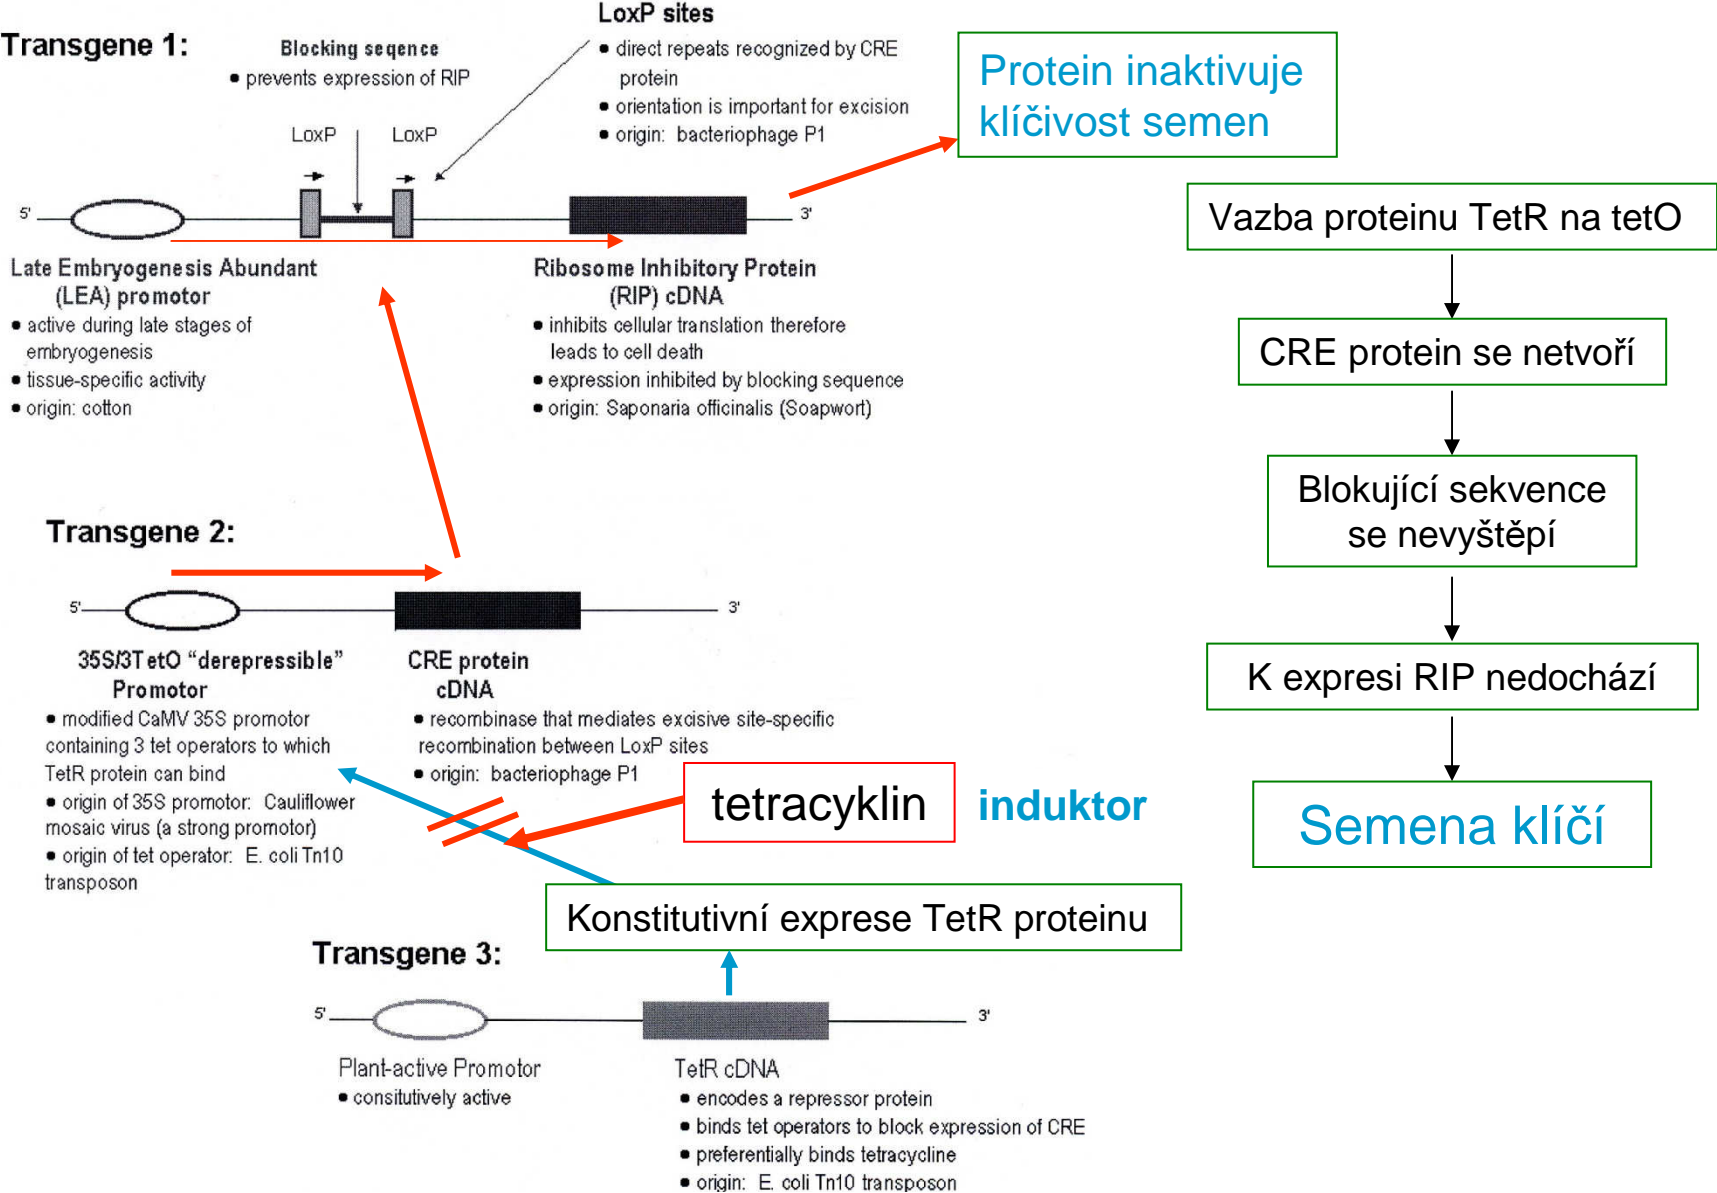 Transgene 1:
Blocking seqence
• prevents expression of RIP
LoxP sites
• direct repeats recognized by CRE
protein
• orientation is important for excision
• origin: bacteriophage P1
LoxP
LoxP
5'
3'
Late Embryogenesis Abundant
(LEA) promotor
• active during late stages of
embryogenesis
• tissue-specific activity
• origin: cotton
Ribosome Inhibitory Protein
(RIP) cDNA
• inhibits cellular translation therefore
leads to cell death
• expression inhibited by blocking sequence
• origin: Saponaria officinalis (Soapwort)
Protein inaktivuje
klíčivost semen
Vazba proteinu TetR na tetO
CRE protein se netvoří
Blokující sekvence
se nevyštěpí
K expresi RIP nedochází
Semena klíčí
Transgene 2:
5'
3'
35S/3TetO “derepressible”
Promotor
• modified CaMV 35S promotor
containing 3 tet operators to which
TetR protein can bind
• origin of 35S promotor: Cauliflower
mosaic virus (a strong promotor)
• origin of tet operator: E. coli Tn10
transposon
CRE protein
cDNA
• recombinase that mediates excisive site-specific
recombination between LoxP sites
• origin: bacteriophage P1
tetracyklin
induktor
Konstitutivní exprese TetR proteinu
Transgene 3:
5'
3'
Plant-active Promotor
• consitutively active
TetR cDNA
• encodes a repressor protein
• binds tet operators to block expression of CRE
• preferentially binds tetracycline
• origin: E. coli Tn10 transposon